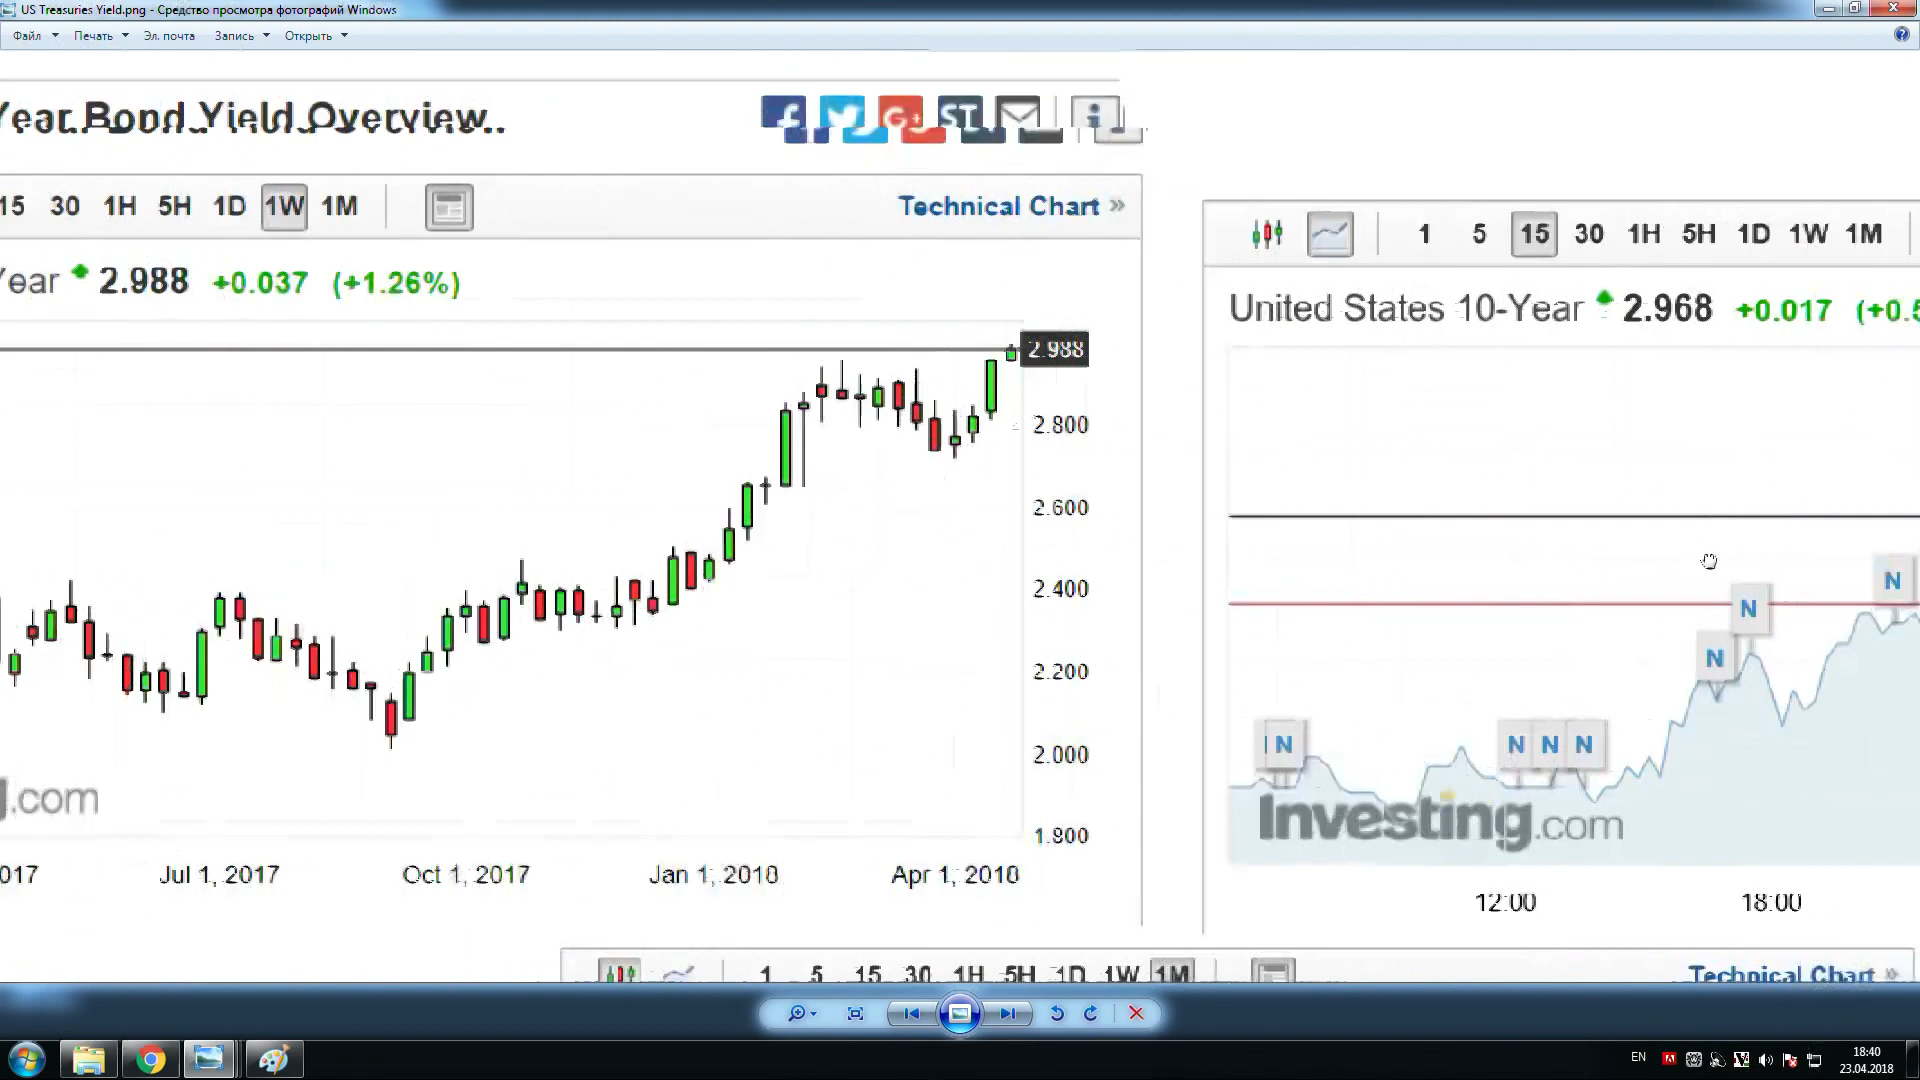 US Treasuries Yield.png - Средство просмотра фотографий Windows
Файл Печать Эл. почта Запись Открыть
Year Bond Yield Overview
f G+ ST i
15 30 1H 5H 1D 1W 1M Technical Chart »
Year 2.988 +0.037 (+1.26%)
2.988
2.800
2.600
2.400
2.200
2.000
1.800
.com
2017 Jul 1, 2017 Oct 1, 2017 Jan 1, 2018 Apr 1, 2018
1 5 15 30 1H 5H 1D 1W 1M
United States 10-Year 2.968 +0.017 (+0.5
N N N N N N N
Investing.com
12:00 18:00
1 5 15 30 1H 5H 1D 1W 1M Technical Chart »
EN 18:40
23.04.2018